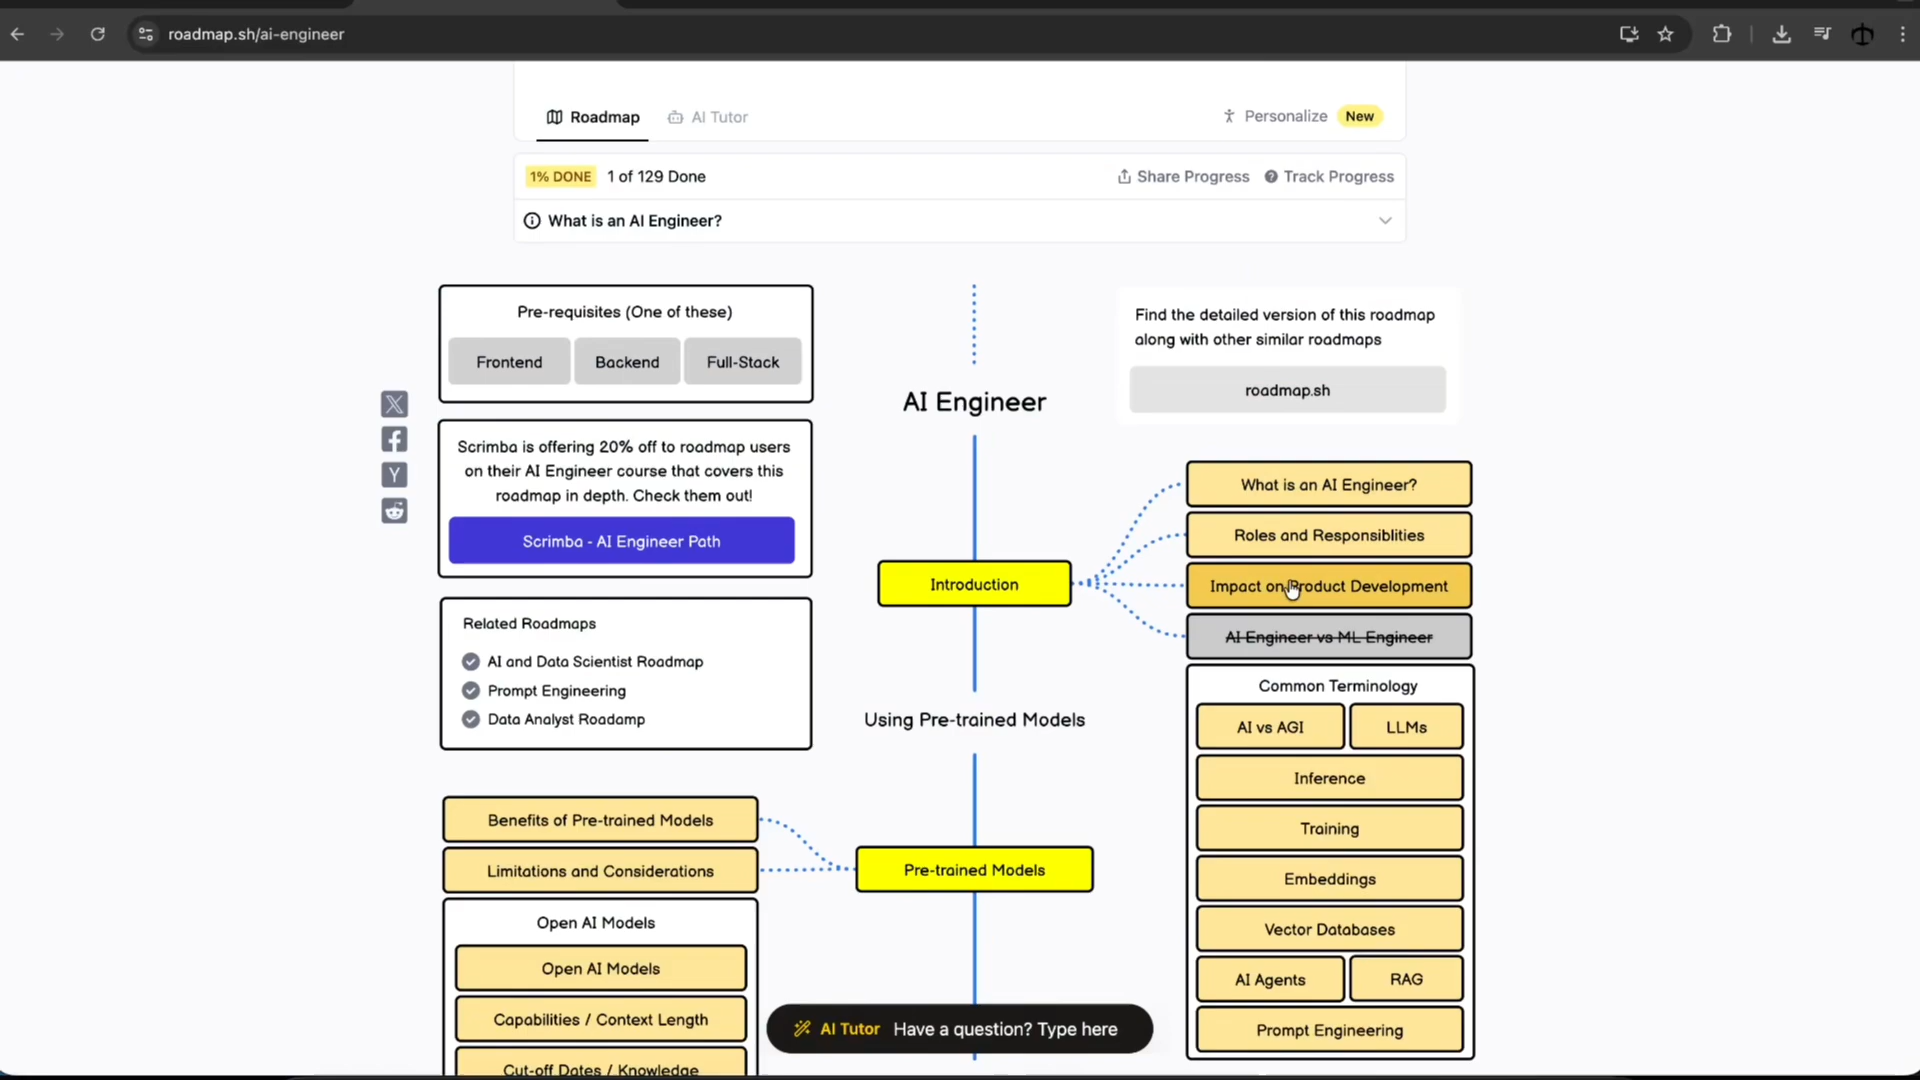 roadmap.sh/ai-engineer
Roadmap
AI Tutor
Personalize
New
1% DONE
1 of 129 Done
Share Progress
Track Progress
What is an AI Engineer?
Pre-requisites (One of these)
Frontend
Backend
Full-Stack
Scrimba is offering 20% off to roadmap users
on their AI Engineer course that covers this
roadmap in depth. Check them out!
Scrimba - AI Engineer Path
Related Roadmaps
AI and Data Scientist Roadmap
Prompt Engineering
Data Analyst Roadamp
AI Engineer
Find the detailed version of this roadmap
along with other similar roadmaps
roadmap.sh
Introduction
What is an AI Engineer?
Roles and Responsiblities
Impact on Product Development
AI Engineer vs ML Engineer
Common Terminology
AI vs AGI
LLMs
Inference
Training
Embeddings
Vector Databases
AI Agents
RAG
Prompt Engineering
Using Pre-trained Models
Pre-trained Models
Benefits of Pre-trained Models
Limitations and Considerations
Open AI Models
Open AI Models
Capabilities / Context Length
Cut-off Dates / Knowledge
AI Tutor
Have a question? Type here